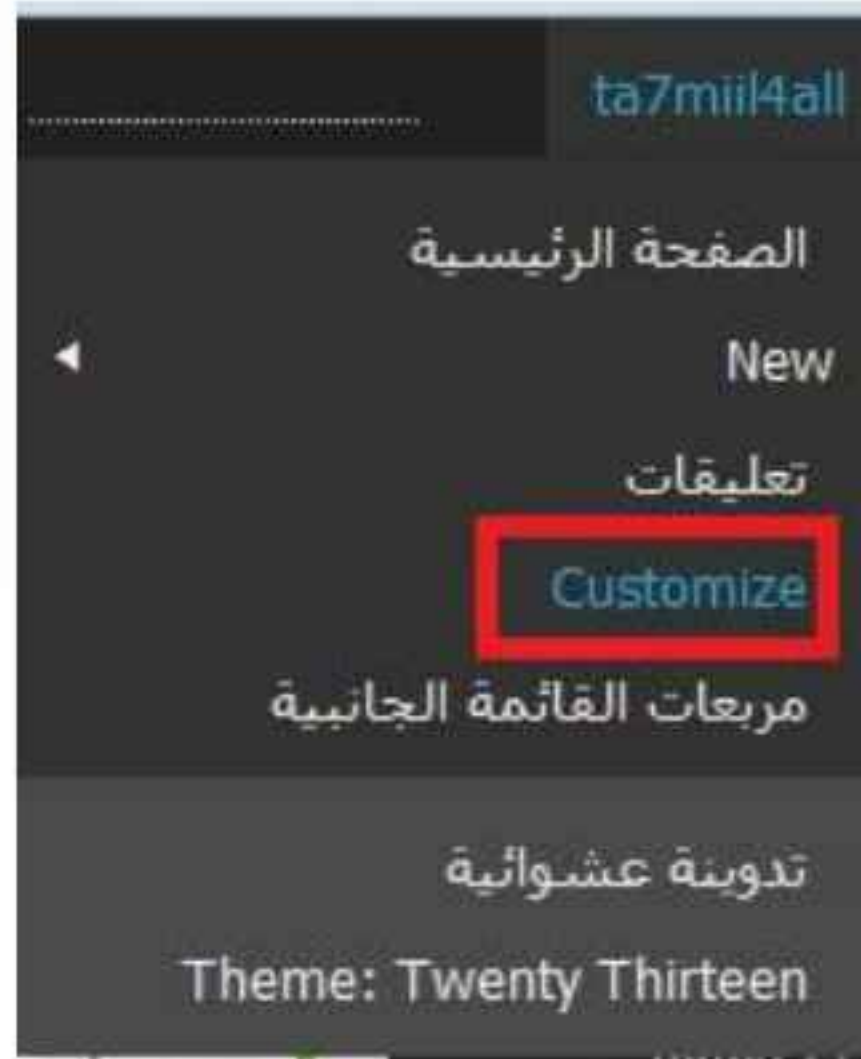 ta7miil4all
الصفحة الرئيسية
New
تعليقات
Customize
مربعات القائمة الجانبية
تدوينة عشوائية
Theme: Twenty Thirteen